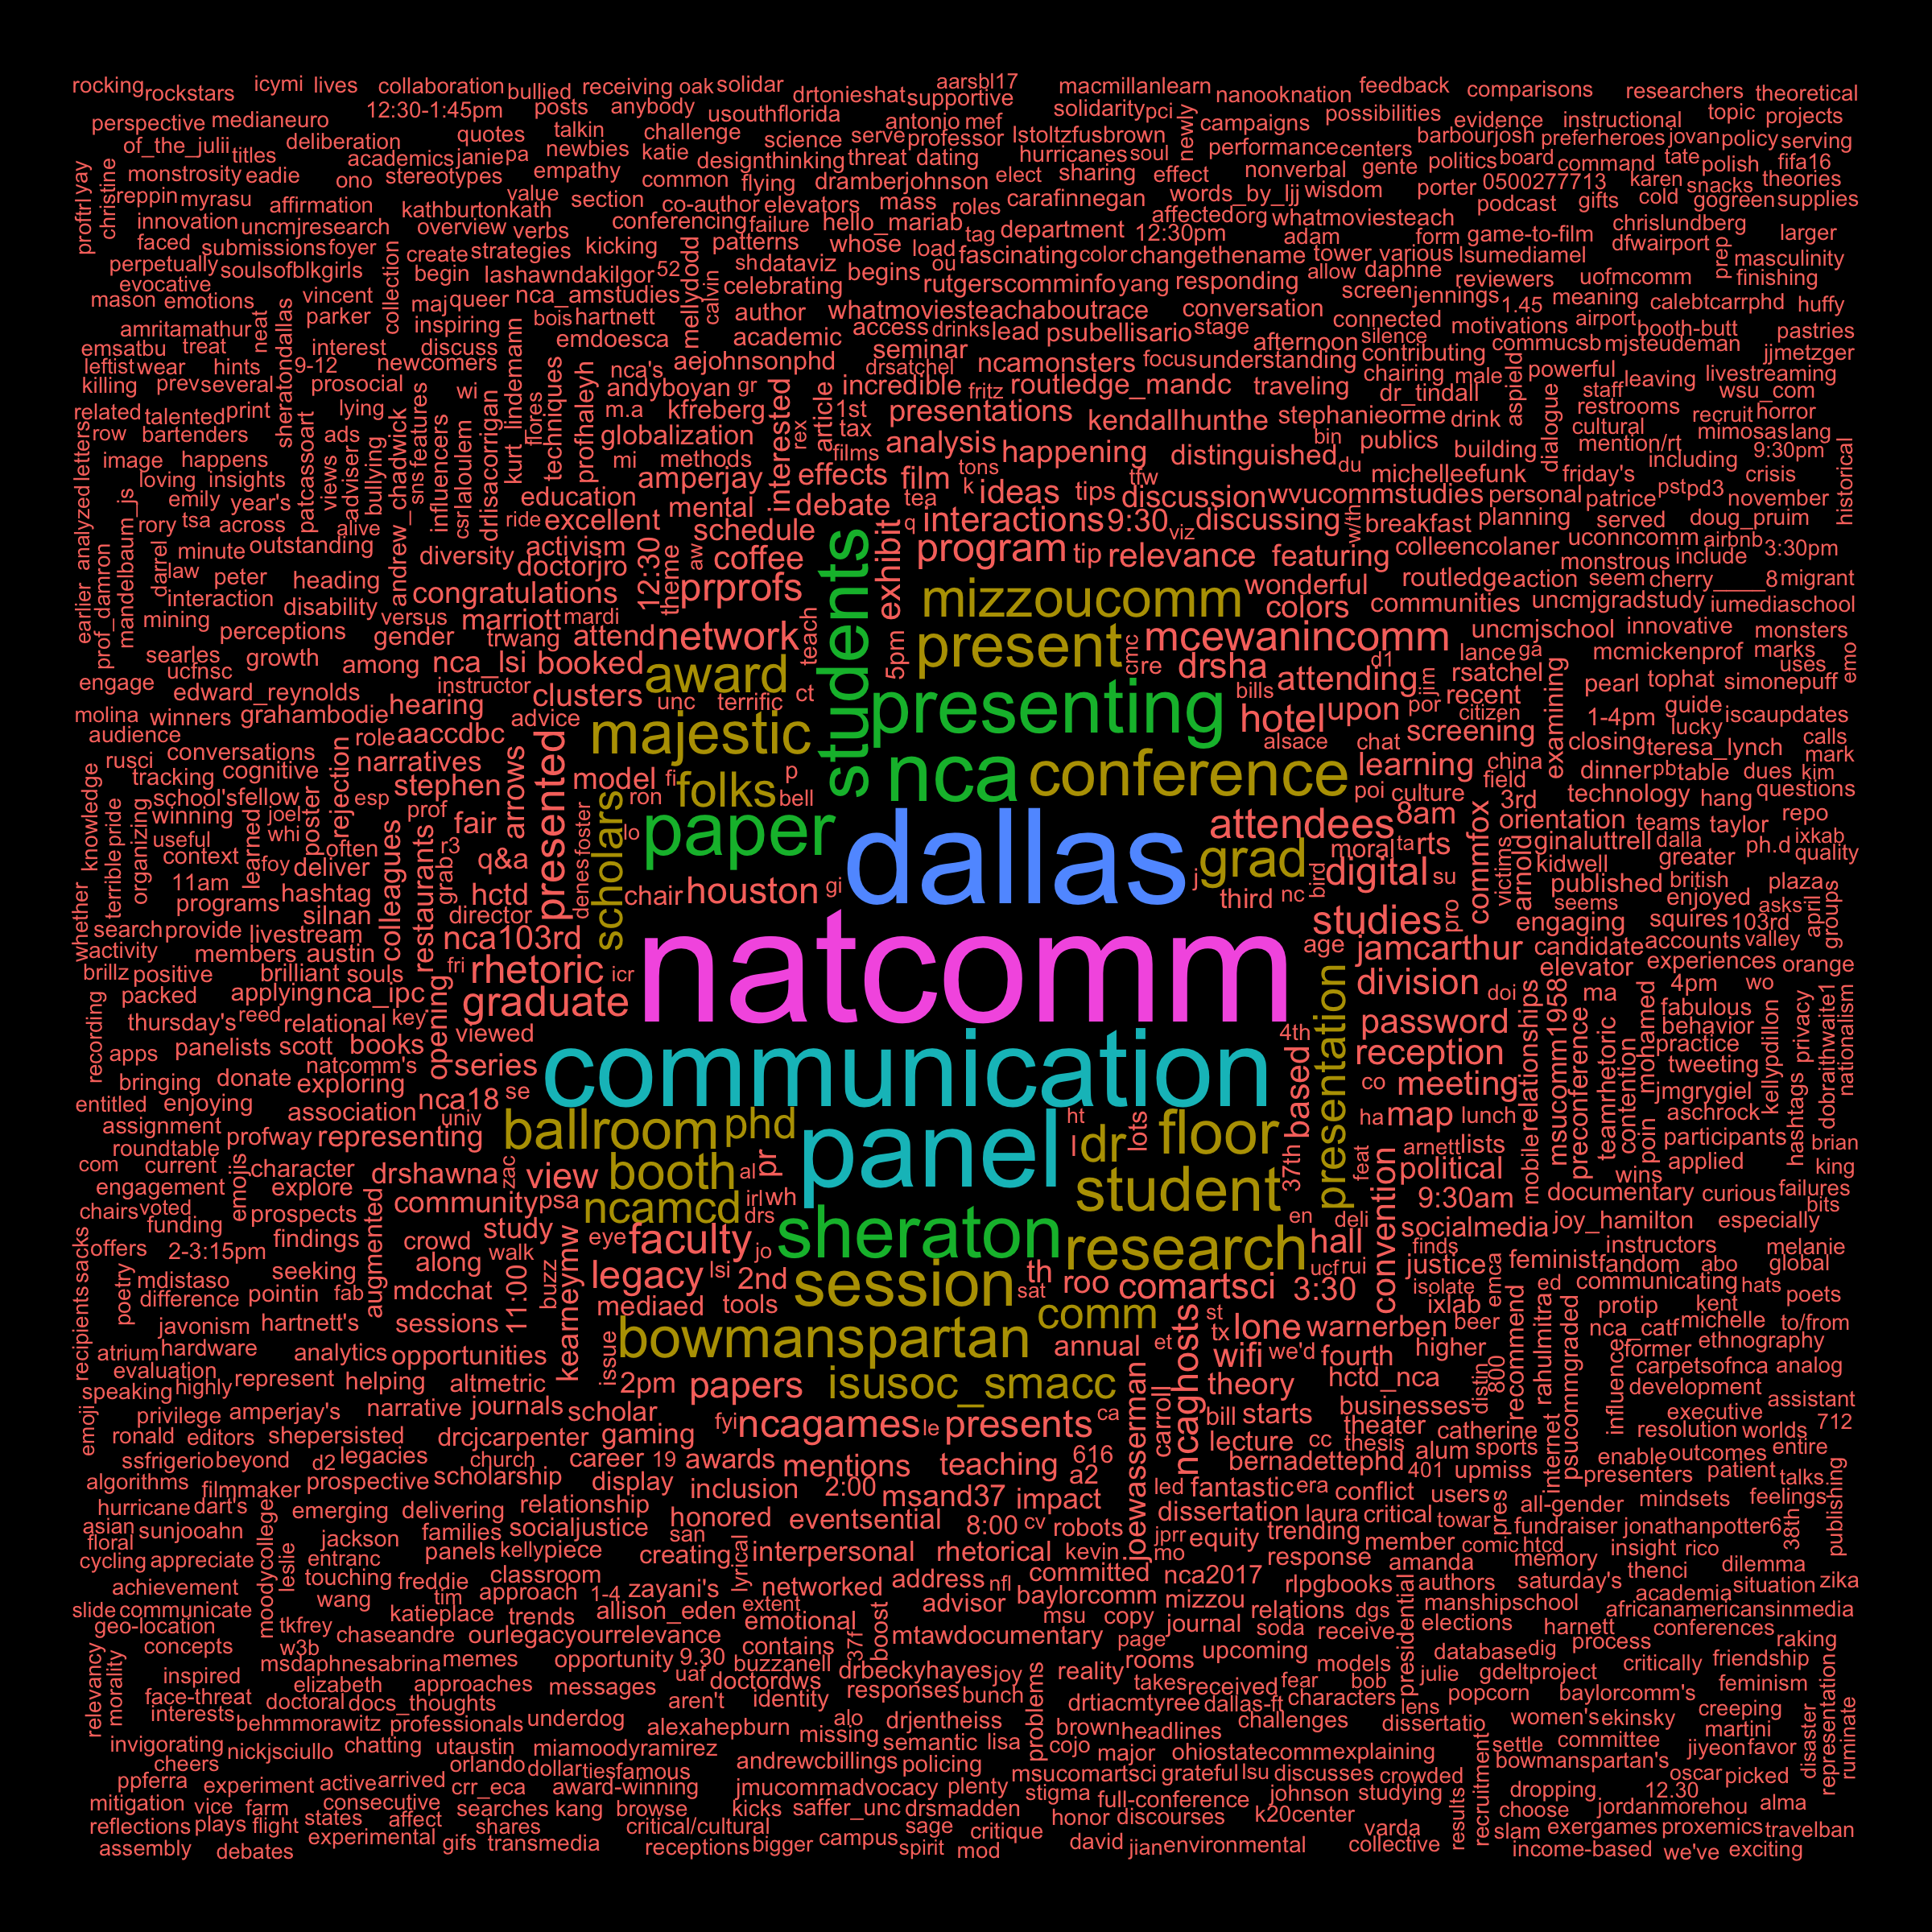 rocking rockstars icymi lives collaboration bullied receiving oak solidar drtonieshat supportive aarsbl17 macmillanlearn nanooknation feedback comparisons researchers theoretical
perspective medianeuro 12:30-1:45pm posts anybody usouthflorida antonio mef solidarity pci campaigns possibilities evidence instructional topic projects
of_the_julii titles deliberation quotes talkin challenge science serve professor lstoltzfusbrown newly performance centers barbourjosh preferheroes jovan policy serving
monstrosity eadie academics janie pa newbies katie designthinking threat dating hurricanes soul nonverbal gente politics board command tate polish fifa16
reppin myrasu ono stereotypes empathy common flying dramberjohnson elect sharing effect words_by_ljj wisdom porter 0500277713 karen snacks theories
profftrlyay christine innovation uncmjresearch affirmation kathburtonkath value section co-author elevators mass roles carafinnegan affected org whatmoviesteach podcast gifts cold gogreen supplies
faced submissions foyer overview verbs conferencing failure hello_mariab tag department 12:30pm adam form game-to-film chrislundberg larger
perpetually soulsofblkgirls create strategies kicking patterns whose load fascinating color changethename tower various lsumediamel dfwairport prep masculinity
evocative begin lashawndakilgor 52 mellydodd sh dataviz begins ou rutgerscomminfo yang responding allow daphne reviewers uofmcomm finishing
mason emotions vincent collection maj queer nca_amstudies calvin celebrating author whatmoviesteachaboutrace conversation screen jennings 1.45 meaning calebtcarrphd huffy
amritamathur neat sheratondallas parker inspiring bois hartnett emdoesca academic access drinks lead psubellisario stage afternoon connected silence motivations airport booth-butt pastries
emsatbu treat interest discuss newcomers nca's aejohnsonphd seminar drsatchel ncamonsters focus understanding contributing commucsb mjsteudeman jjmetzger
leftist wear hints 9-12 prosocial wi techniques andyboyan gr incredible fritz routledge_mandc traveling chairing male powerful staff leaving livestreaming
killing prev several lying features kurt_lindemann flores profhaleyh m.a kfreberg interested article 1st presentations kendallhunthe stephanieorme dr_tindall drink aspield restrooms recruit horror wsu_com
related talented print ads globalization rex tax analysis happening distinguished bin publics building dialogue cultural mention/rt mimosas lang
letters row bartenders patcassoart views adviser bullying andrew_chadwick sns influencers csr laloulem drlisacorrigan mi methods films tons tfw du michelleefunk including 9:30pm
image happens amperjay effects film k ideas tips discussion wvucommstudies personal friday's crisis historical
loving insights education mental debate tea q interactions 9:30 viz discussing w/th breakfast patrice pst pd3 november
emily year's rory tsa across alive ride excellent schedule exhibit program tip relevance featuring planning served doug_pruim
analyzed earlier mandelbaum_js darrel minute outstanding diversity activism doctorjro 12:30 theme aw coffee students colleencolaner uconncomm airbnb 3:30pm
law peter heading congratulations prprofs mizzoucomm wonderful routledge action monstrous include seem cherry____8 migrant
prof_damron interaction disability versus marriott mardi teach colors communities uncmjgradstudy iumediaschool
mining perceptions gender trwang attend network 5pm present cmc mcewanincomm uncmjschool innovative monsters
searles growth among nca_lsi booked award re drsha d1 lance ga mcmickenprof marks
engage ucfnsc edward_reynolds instructor clusters unc terrific ct bills attending jim rsatchel recent examining pearl tophat uses simonepuff emo
molina winners grahambodie hearing advice majestic presenting hotel upon por citizen 1-4pm guide iscaupdates
audience role aaccdbc presented alsace chat screening closing lucky teresa_lynch calls
rusci conversations narratives arrows model fi p nca conference learning china field dinner pb table mark
knowledge tracking cognitive rejection stephen folks bell poi culture technology dues kim
school's fellow esp prof scholars ron 3rd hang questions
terrible pride organizing winning joel poster often fair lo paper dallas attendees 8am orientation teams taylor repo
useful whi learned colleagues restaurants grabr 3 q&a denes foster moral ta rts commfox arnold ginaluttrell dalla ph.d ixkab
context foy deliver grad victims kidwell greater quality
11am hashtag hctd chair houston gi j bird digital su published british plaza
programs silnan director third nc pro seems enjoyed asks april groups
whether search provide livestream nca103rd natcomm studies engaging squires 103rd
activity members austin fri rhetoric icr age jamcarthur candidate accounts valley
brillz positive brilliant souls division elevator experiences orange
packed applying nca_ipc graduate presentation doi msucomm1958 ma 4pm wo
recording thursday's reed relational key opening viewed 4th password relationships preconference teamrhetoric mohamed fabulous privacy dobraithwaite1 nationalism
apps panelists scott books series communication based reception behavior practice kellypdillon
bringing donate natcomm's exploring nca18 se co meeting contention poin tweeting jmgrygiel
entitled enjoying association univ ballroom phd panel ht l lots dr floor ha map lunch aschrock hashtags
assignment roundtable profway representing 37th feat arnett lists mobile participants brian
com current emojis character drshawna zac view booth al pr student convention political wins applied king
engagement explore community psa ncamcd irl wh 9:30am documentary curious failures
chairs voted prospects study drs sheraton research en deli socialmedia joy_hamilton especially bits
funding findings crowd eye faculty jo hall finds feminist instructors melanie
sacks offers 2-3:15pm augmented along walk kearneymw legacy lsi 2nd th roo comartsci 3:30 ucf rui justice emca fandom abo global
recipients poetry mdistaso seeking mdcchat buzz session sat isolate ed communicating hats
difference pointin fab 11:00 mediaed tools comm st ixlab recommend rahulmitra protip kent poets
javonism hartnett's sessions bowmanspartan tx lone warnerben beer nca_catf michelle to/from
atrium hardware analytics opportunities issue annual et wifi we'd fourth higher psucommgraded former ethnography
evaluation represent helping altmetric 2pm papers isusoc_smacc joewasserman ncaghosts theory hctd_nca 800 distin influence carpetsofnca analog
speaking highly narrative journals scholar fyi ncagames le presents ca carroll bill starts businesses development assistant
emoji privilege amperjay's gaming theater catherine internet executive
ronald editors shepersisted drcjcarpenter career 19 awards mentions teaching 616 lecture cc thesis alum sports resolution worlds 712
ssfrigerio beyond d2 legacies church a2 bernadettephd 401 upmiss enable outcomes entire
algorithms filmmaker prospective scholarship display inclusion 2:00 msand37 impact led fantastic era conflict users presenters patient talks
hurricane dart's emerging delivering relationship honored eventsential 8:00 cv robots dissertation laura critical towar pres all-gender mindsets feelings publishing
asian sunjooahn jackson families socialjustice san jprr equity trending member fundraiser jonathanpotter6 38th
floral moodycollege panels kellypiece creating lyrical interpersonal rhetorical kevin mo response comic htcd insight rico
cycling appreciate leslie entranc classroom committed nca2017 amanda memory thenci dilemma
achievement touching freddie tim approach 1-4 zayani's networked address nfl baylorcomm mizzou rlpgbooks authors saturday's academia situation zika
slide communicate wang katieplace trends allison_eden extent emotional advisor msu copy journal relations dgs presidential manshipschool africanamericansinmedia
geo-location tkfrey chaseandre ourlegacyyourrelevance contains 37f boost mtawdocumentary page upcoming soda receive elections harnett conferences
relevancy morality concepts w3b msdaphnesabrina memes opportunity 9.30 buzzanell drbeckyhayes joy reality rooms models database dig process raking
inspired elizabeth approaches messages uaf doctordws responses bunch problems takes received fear bob julie gdeltproject critically friendship
face-threat doctoral docs_thoughts aren't identity drtiacmtyree dallas-ft characters lens popcorn baylorcomm's feminism representations
interests behmmorawitz professionals underdog alexahepburn alo missing drjentheiss brown headlines challenges dissertatio women's ekinsky creeping
invigorating nickjsciullo chatting utaustin miamoodyramirez semantic lisa cojo major ohiostatecomm explaining settle committee martini jiyeon favor disaster ruminate
cheers orlando dollarties famous andrewcbillings policing msucomartsci grateful lsu discusses crowded recruitment bowmanspartan's oscar picked
ppferra experiment active arrived crr_eca award-winning jmucommadvocacy plenty stigma full-conference johnson studying dropping 12.30
mitigation vice farm consecutive searches kang browse kicks saffer_unc drsmadden honor discourses k20center results choose jordanmorehou alma
reflections plays flight states affect shares critical/cultural sage critique varda slam exergames proxemics travelban
assembly debates experimental gifs transmedia receptions bigger campus spirit mod david jian environmental collective income-based we've exciting